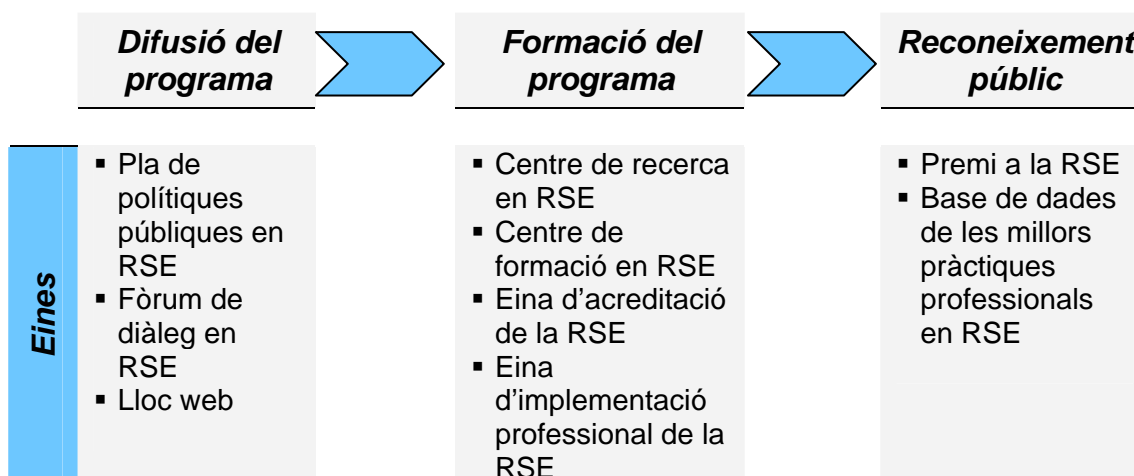 Difusió del
programa
Formació del
programa
Reconeixement
públic
Eines
▪ Pla de
polítiques
públiques en
RSE
▪ Fòrum de
diàleg en
RSE
▪ Lloc web
▪ Centre de recerca
en RSE
▪ Centre de
formació en RSE
▪ Eina d’acreditació
de la RSE
▪ Eina
d’implementació
professional de la
RSE
▪ Premi a la RSE
▪ Base de dades
de les millors
pràctiques
professionals
en RSE